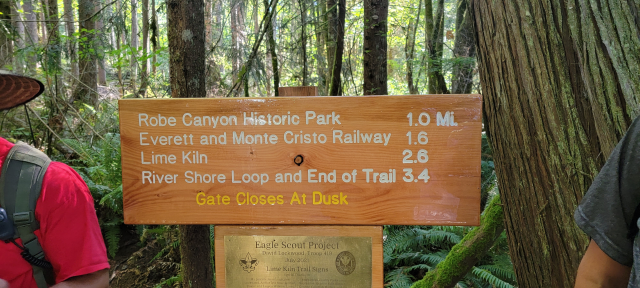 Robe Canyon Historic Park 1.0 Mi.
Everett and Monte Cristo Railway 1.6
Lime Kiln 2.6
River Shore Loop and End of Trail 3.4
Gate Closes At Dusk
Eagle Scout Project
Lime Kiln Trail Signs